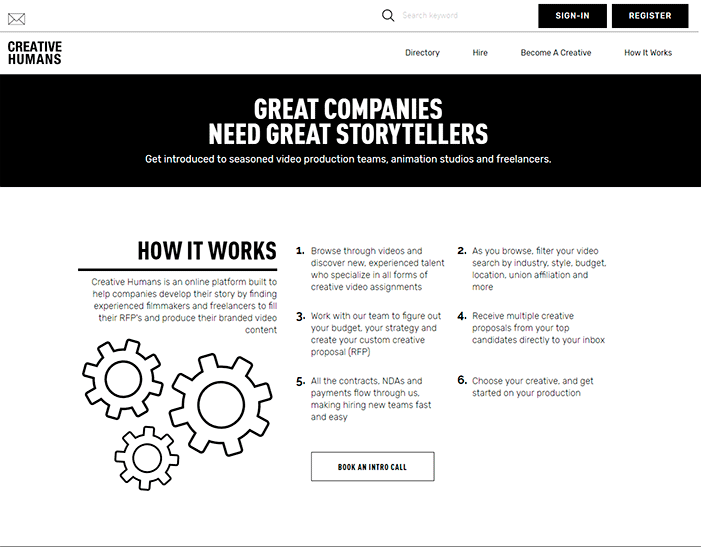 Search keyword
SIGN-IN
REGISTER
CREATIVE
HUMANS
Directory
Hire
Become A Creative
How It Works
GREAT COMPANIES
NEED GREAT STORYTELLERS
Get introduced to seasoned video production teams, animation studios and freelancers.
HOW IT WORKS
Creative Humans is an online platform built to
help companies develop their story by finding
experienced filmmakers and freelancers to fill
their RFP's and produce their branded video
content
1. Browse through videos and
discover new, experienced talent
who specialize in all forms of
creative video assignments
2. As you browse, filter your video
search by industry, style, budget,
location, union affiliation and
more
3. Work with our team to figure out
your budget, your strategy and
create your custom creative
proposal (RFP)
4. Receive multiple creative
proposals from your top
candidates directly to your inbox
5. All the contracts, NDAs and
payments flow through us,
making hiring new teams fast
and easy
6. Choose your creative, and get
started on your production
BOOK AN INTRO CALL